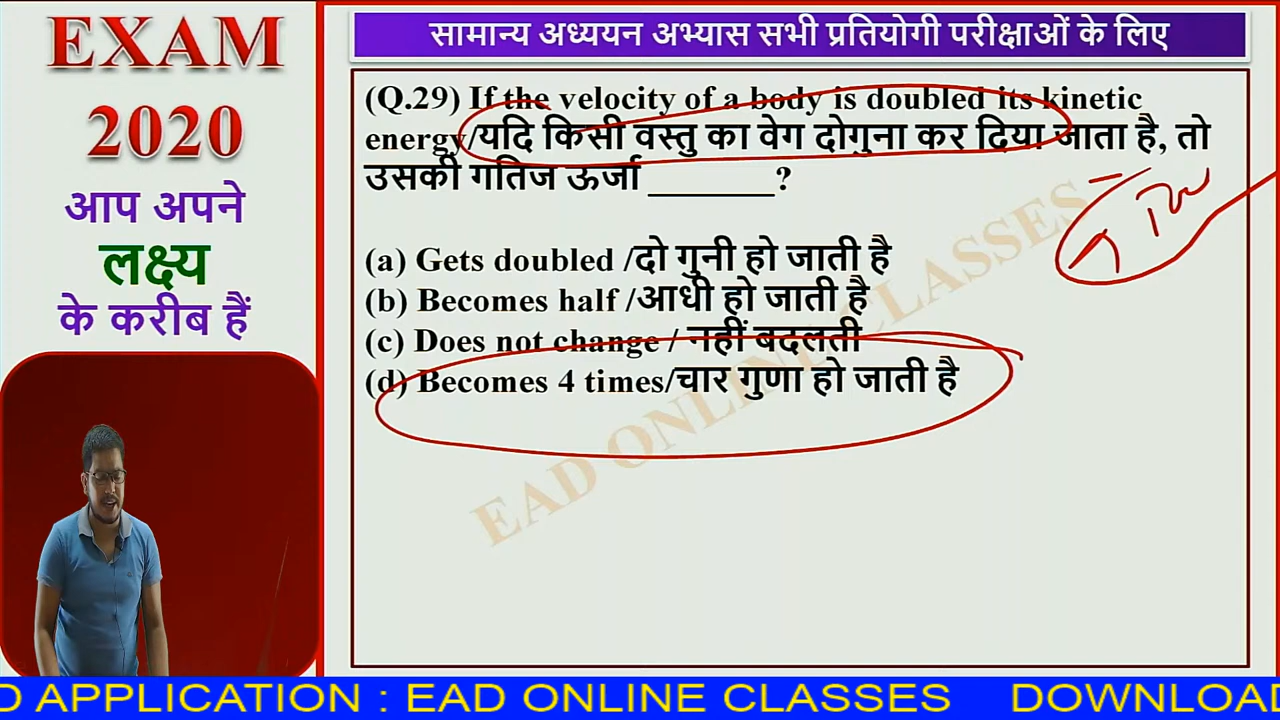 EXAM
2020
आप अपने
लक्ष्य
के करीब हैं
सामान्य अध्ययन अभ्यास सभी प्रतियोगी परीक्षाओं के लिए
(Q.29) If the velocity of a body is doubled its kinetic
energy/यदि किसी वस्तु का वेग दोगुना कर दिया जाता है, तो
उसकी गतिज ऊर्जा ________?
(a) Gets doubled /दो गुनी हो जाती है
(b) Becomes half /आधी हो जाती है
(c) Does not change / नहीं बदलती
(d) Becomes 4 times/चार गुणा हो जाती है
EAD ONLINE CLASSES
D APPLICATION : EAD ONLINE CLASSES DOWNLOAD